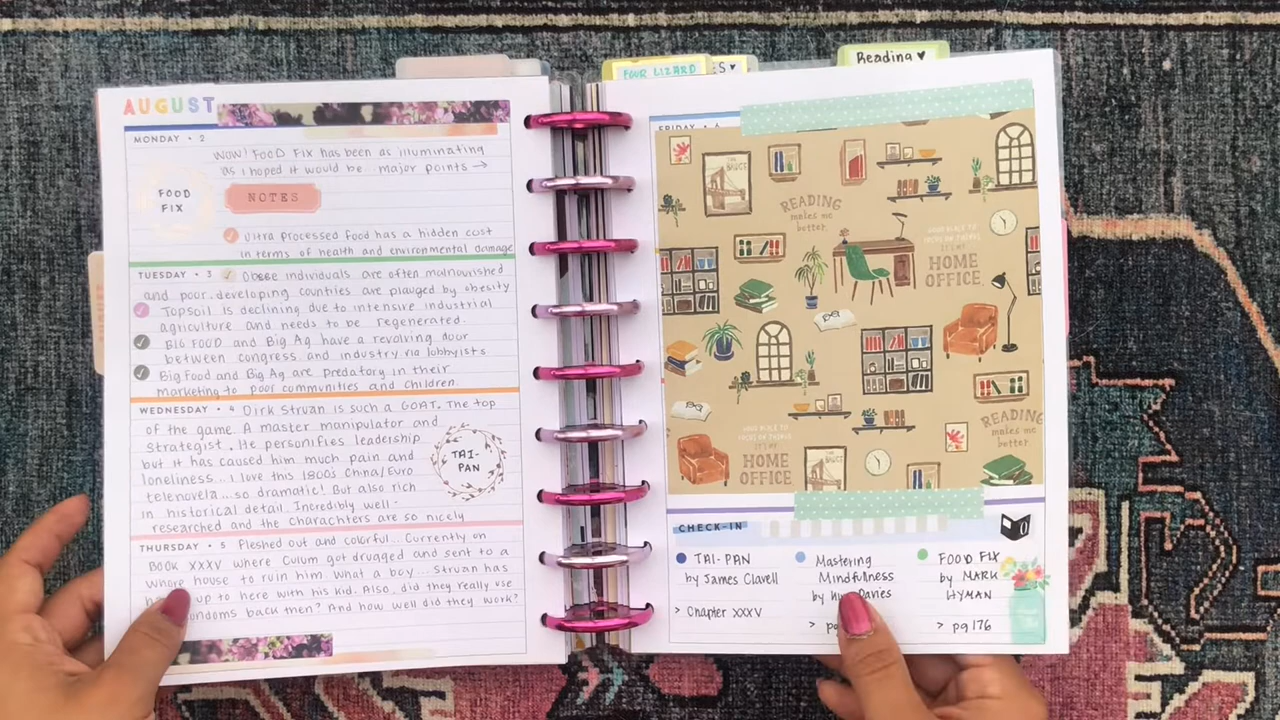 AUGUST
MONDAY • 2
WOW! FOOD FIX has been as illuminating
as I hoped it would be... major points →
FOOD
FIX
NOTES
Ultra processed food has a hidden cost
in terms of health and environmental damage
TUESDAY • 3
Obese individuals are often malnourished
and poor. developing countries are plauged by obesity
Topsoil is declining due to intensive industrial
agriculture and needs to be regenerated.
BIG FOOD and Big Ag have a revolving door
between congress and industry via lobbyists
Big Food and Big Ag are predatory in their
marketing to poor communities and children.
WEDNESDAY • 4
Dirk Struan is such a GOAT. The top
of the game. A master manipulator and
strategist. He personifies leadership
but it has caused him such pain and
loneliness... I love this 1800s China/Euro
telenovela... so dramatic! But also rich
in historical detail. Incredibly well-
researched and the charachters are so nicely
TAI-
PAN
THURSDAY • 5
Fleshed out and colorful... Currently on
BOOK XXXV where Culum got drugged and sent to a
whore house to ruin him. What a boy... Struan has
up to here with the kid. Also, did they really use
condoms back then? And how well did they work?
FOUR LIZARD
S ♥
Reading ♥
FRIDAY • 6
READING
makes me
better.
HOME
OFFICE.
READING
makes me
better.
HOME
OFFICE
CHECK-IN
TAI-PAN
by James Clavell
> Chapter XXXV
Mastering
Mindfulness
by Davies
> pg
FOOD FIX
by MARK
HYMAN
> pg 176